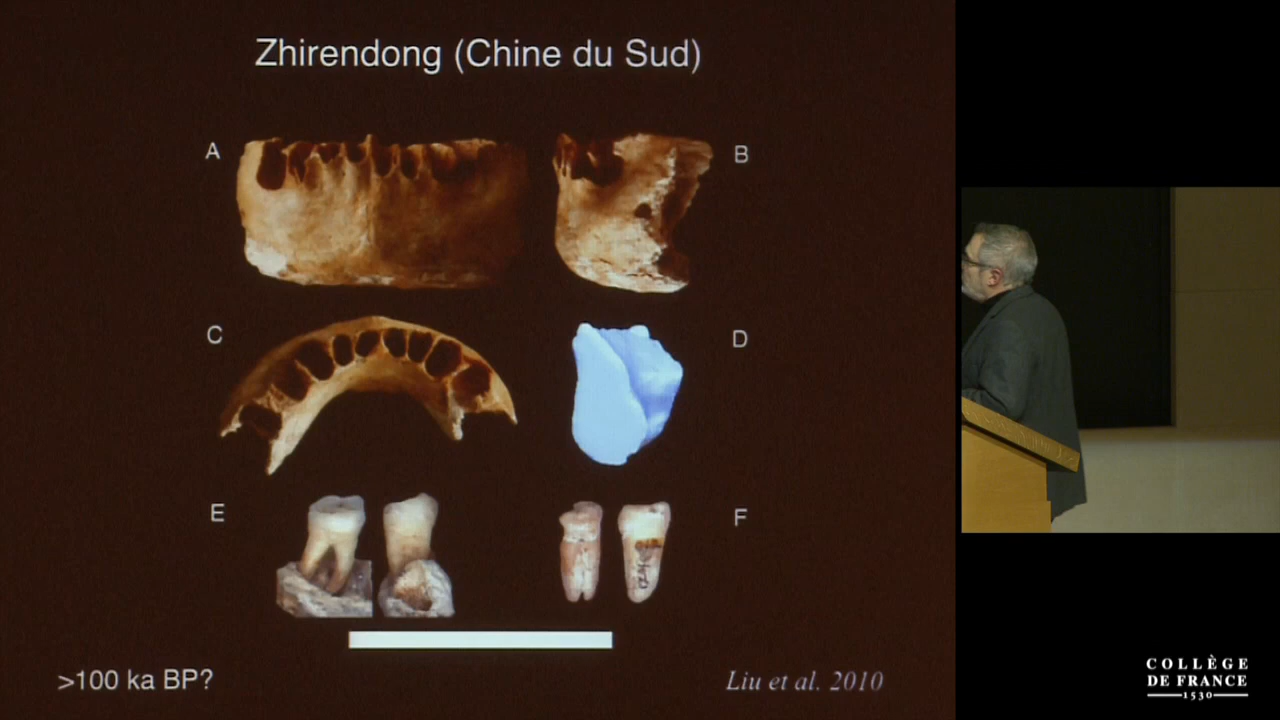 Zhirendong (Chine du Sud)
A
B
C
D
E
F
>100 ka BP?
Liu et al. 2010
COLLÈGE
DE FRANCE
1530